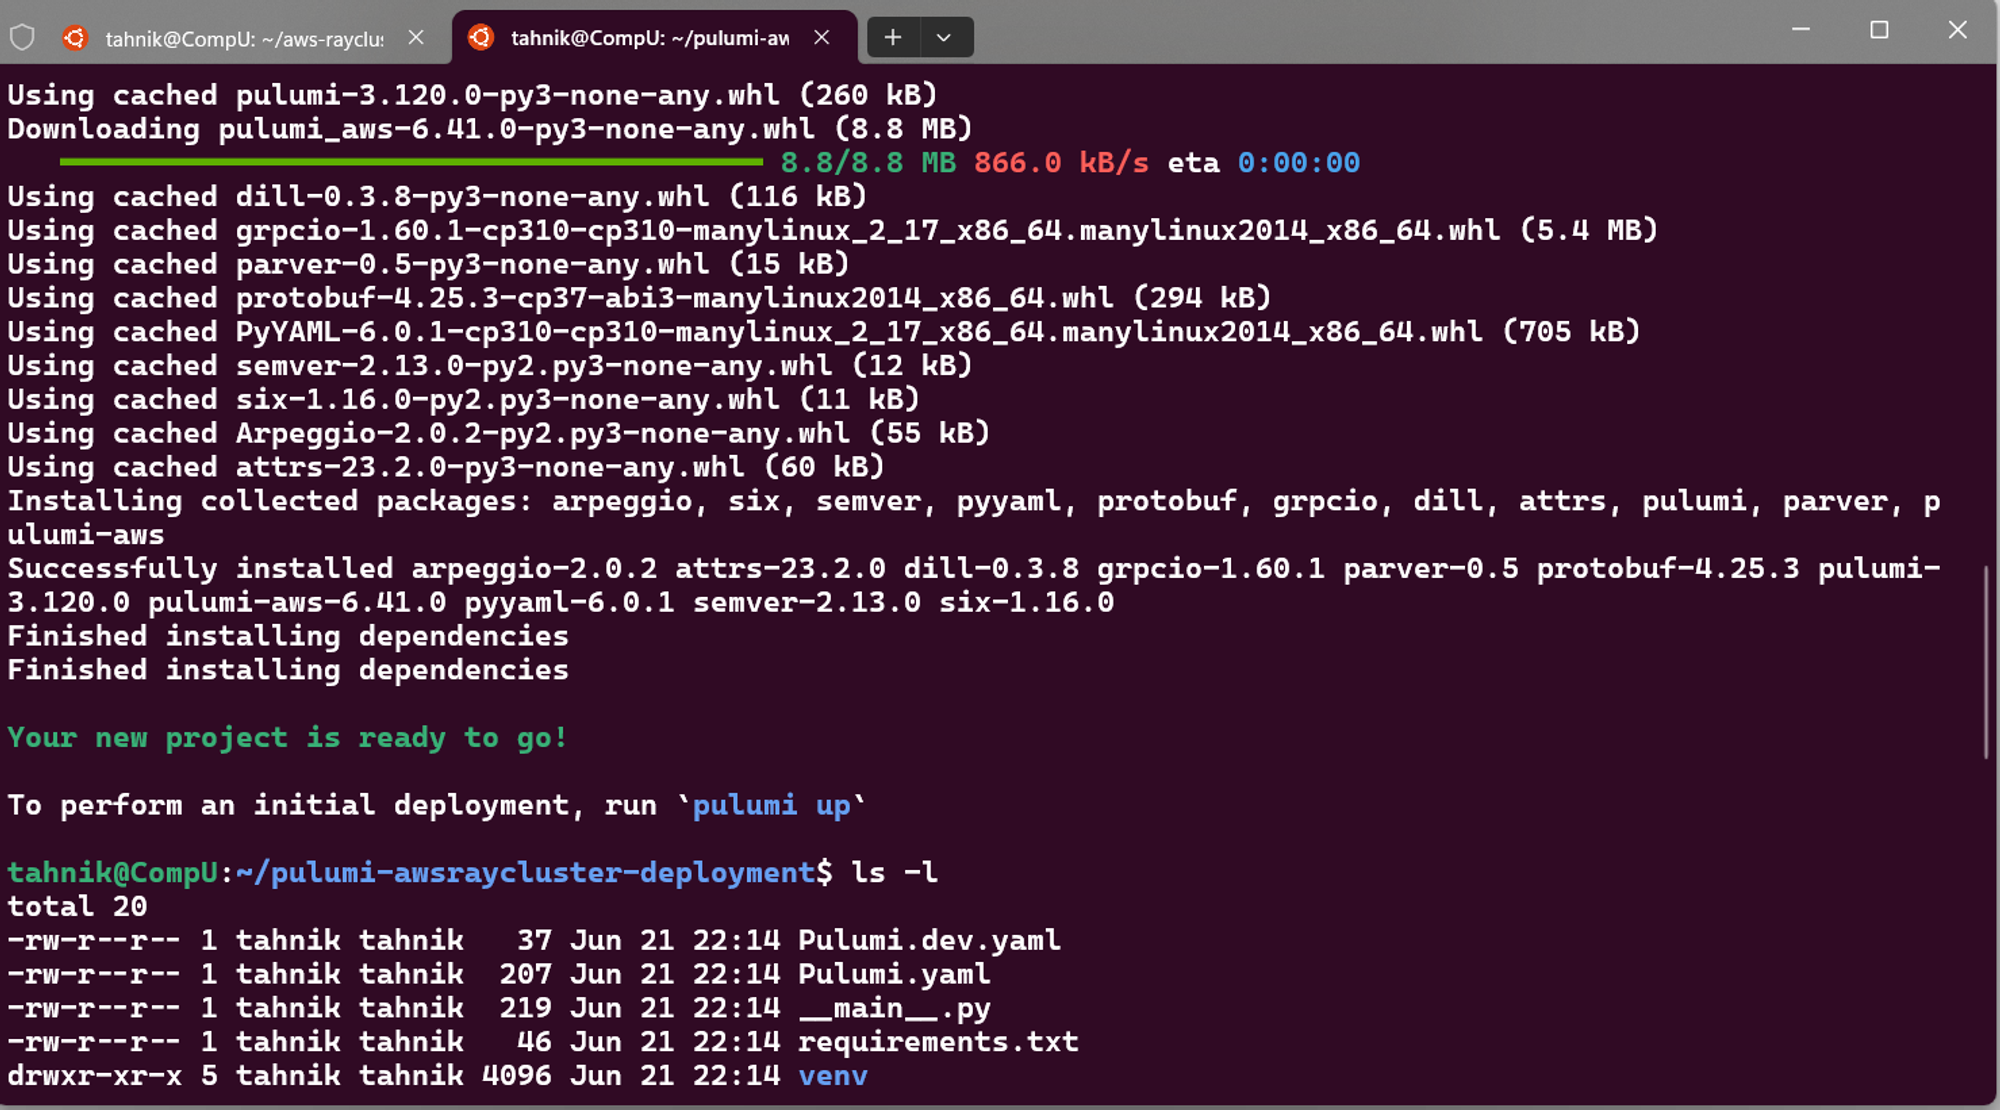 tahnik@CompU: ~/aws-rayclus
tahnik@CompU: ~/pulumi-aw
Using cached pulumi-3.120.0-py3-none-any.whl (260 kB)
Downloading pulumi_aws-6.41.0-py3-none-any.whl (8.8 MB)
8.8/8.8 MB 866.0 kB/s eta 0:00:00
Using cached dill-0.3.8-py3-none-any.whl (116 kB)
Using cached grpcio-1.60.1-cp310-cp310-manylinux_2_17_x86_64.manylinux2014_x86_64.whl (5.4 MB)
Using cached parver-0.5-py3-none-any.whl (15 kB)
Using cached protobuf-4.25.3-cp37-abi3-manylinux2014_x86_64.whl (294 kB)
Using cached PyYAML-6.0.1-cp310-cp310-manylinux_2_17_x86_64.manylinux2014_x86_64.whl (705 kB)
Using cached semver-2.13.0-py2.py3-none-any.whl (12 kB)
Using cached six-1.16.0-py2.py3-none-any.whl (11 kB)
Using cached Arpeggio-2.0.2-py2.py3-none-any.whl (55 kB)
Using cached attrs-23.2.0-py3-none-any.whl (60 kB)
Installing collected packages: arpeggio, six, semver, pyyaml, protobuf, grpcio, dill, attrs, pulumi, parver, p
ulumi-aws
Successfully installed arpeggio-2.0.2 attrs-23.2.0 dill-0.3.8 grpcio-1.60.1 parver-0.5 protobuf-4.25.3 pulumi-
3.120.0 pulumi-aws-6.41.0 pyyaml-6.0.1 semver-2.13.0 six-1.16.0
Finished installing dependencies
Finished installing dependencies
Your new project is ready to go!
To perform an initial deployment, run `pulumi up`
tahnik@CompU:~/pulumi-awsraycluster-deployment$ ls -l
total 20
-rw-r--r-- 1 tahnik tahnik   37 Jun 21 22:14 Pulumi.dev.yaml
-rw-r--r-- 1 tahnik tahnik  207 Jun 21 22:14 Pulumi.yaml
-rw-r--r-- 1 tahnik tahnik  219 Jun 21 22:14 __main__.py
-rw-r--r-- 1 tahnik tahnik   46 Jun 21 22:14 requirements.txt
drwxr-xr-x 5 tahnik tahnik 4096 Jun 21 22:14 venv